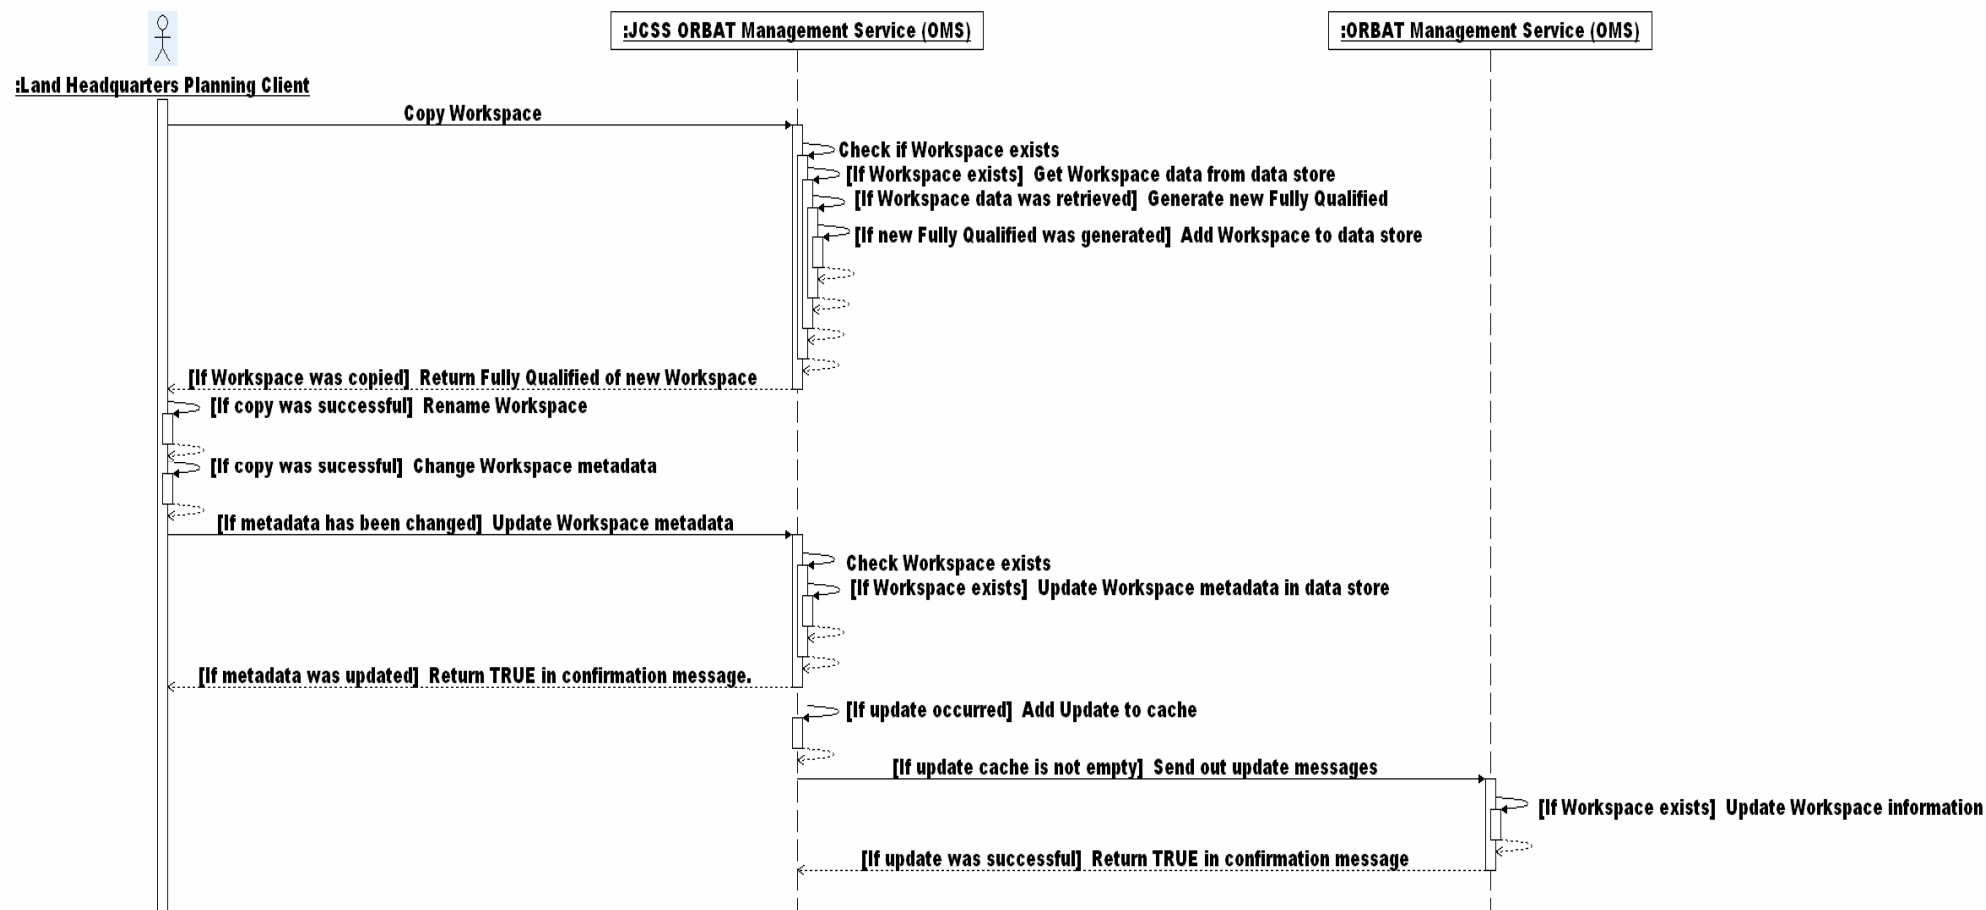 :JCSS ORBAT Management Service (OMS)
:ORBAT Management Service (OMS)
:Land Headquarters Planning Client
Copy Workspace
Check if Workspace exists
[If Workspace exists] Get Workspace data from data store
[If Workspace data was retrieved] Generate new Fully Qualified
[If new Fully Qualified was generated] Add Workspace to data store
[If Workspace was copied] Return Fully Qualified of new Workspace
[If copy was successful] Rename Workspace
[If copy was sucessful] Change Workspace metadata
[If metadata has been changed] Update Workspace metadata
Check Workspace exists
[If Workspace exists] Update Workspace metadata in data store
[If metadata was updated] Return TRUE in confirmation message.
[If update occurred] Add Update to cache
[If update cache is not empty] Send out update messages
[If Workspace exists] Update Workspace information
[If update was successful] Return TRUE in confirmation message